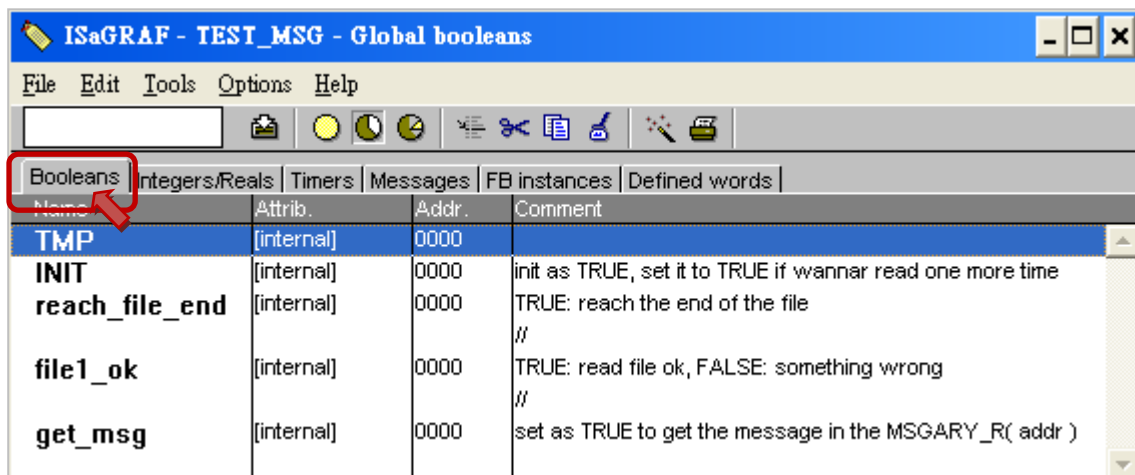 ISaGRAF - TEST_MSG - Global booleans
File Edit Tools Options Help
Booleans Integers/Reals Timers Messages FB instances Defined words
Name Attrib. Addr. Comment
TMP [internal] 0000
INIT [internal] 0000 init as TRUE, set it to TRUE if wannar read one more time
reach_file_end [internal] 0000 TRUE: reach the end of the file
//
file1_ok [internal] 0000 TRUE: read file ok, FALSE: something wrong
//
get_msg [internal] 0000 set as TRUE to get the message in the MSGARY_R( addr )